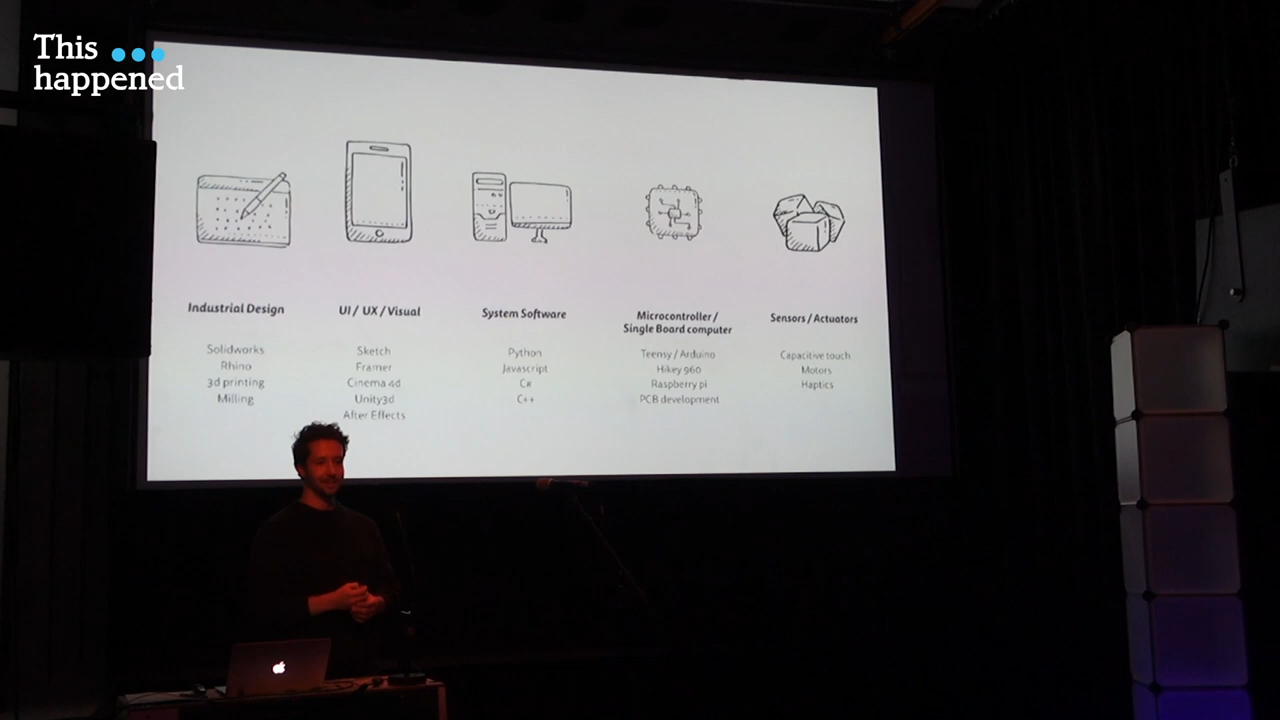 This
happened
Industrial Design
Solidworks
Rhino
3d printing
Milling
UI / UX / Visual
Sketch
Framer
Cinema 4d
Unity3d
After Effects
System Software
Python
Javascript
C#
C++
Microcontroller /
Single Board computer
Teensy / Arduino
Hikey 960
Raspberry pi
PCB development
Sensors / Actuators
Capacitive touch
Motors
Haptics